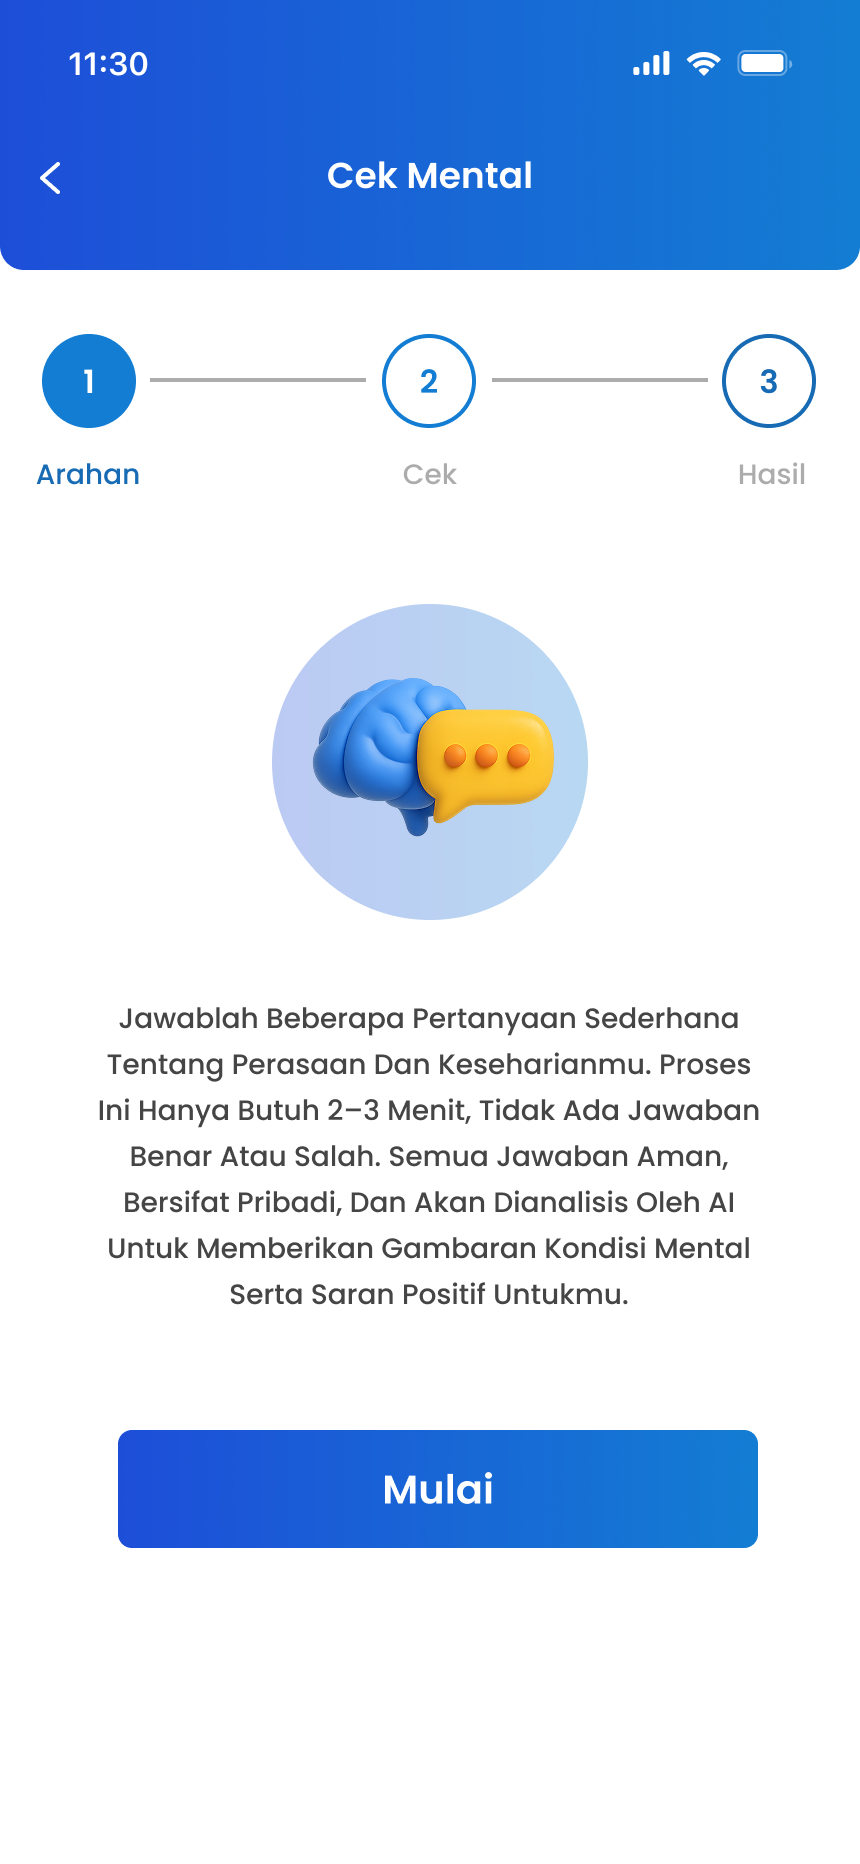 11:30
Cek Mental
1
2
3
Arahan
Cek
Hasil
Jawablah Beberapa Pertanyaan Sederhana
Tentang Perasaan Dan Keseharianmu. Proses
Ini Hanya Butuh 2–3 Menit, Tidak Ada Jawaban
Benar Atau Salah. Semua Jawaban Aman,
Bersifat Pribadi, Dan Akan Dianalisis Oleh AI
Untuk Memberikan Gambaran Kondisi Mental
Serta Saran Positif Untukmu.
Mulai